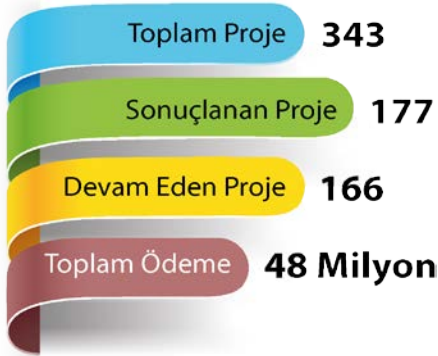 Toplam Proje 343
Sonuçlanan Proje 177
Devam Eden Proje 166
Toplam Ödeme 48 Milyon